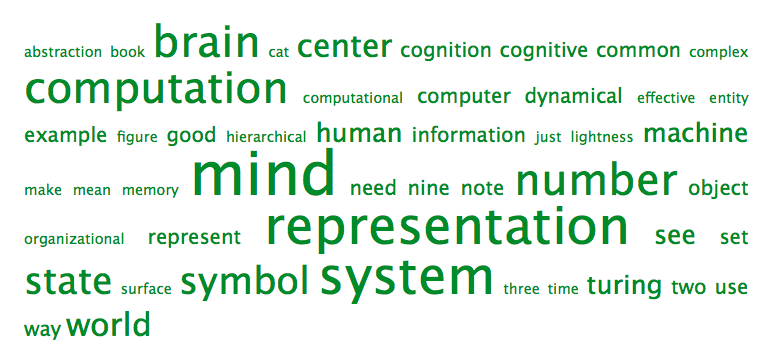 abstraction book brain cat center cognition cognitive common complex
computation computational computer dynamical effective entity
example figure good hierarchical human information just lightness machine
make mean memory mind need nine note number object
organizational represent representation see set
state surface symbol system three time turing two use
way world